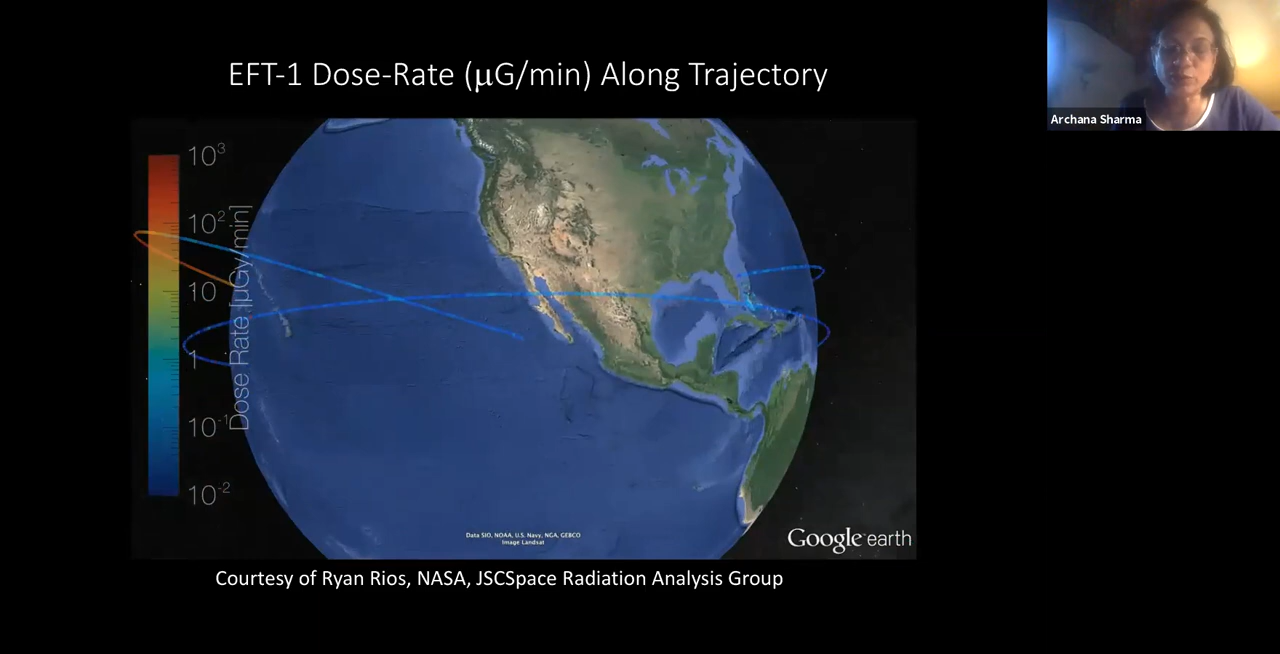 EFT-1 Dose-Rate (μG/min) Along Trajectory
Archana Sharma
10³
10²
10
1
10⁻¹
10⁻²
Dose Rate [μGy/min]
Data SIO, NOAA, U.S. Navy, NGA, GEBCO
Image Landsat
Google earth
Courtesy of Ryan Rios, NASA, JSCSpace Radiation Analysis Group